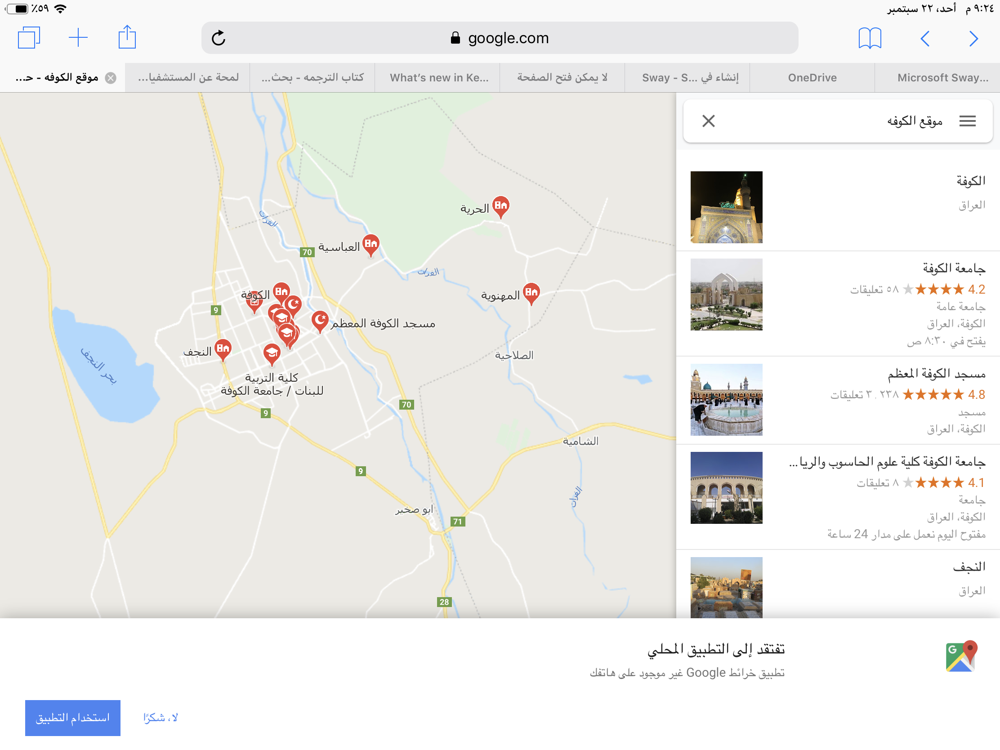 ٩:٢٤ م أحد، ٢٢ سبتمبر
٥٩٪
google.com
موقع الكوفه - خ...
لمحة عن المستشفيا...
كتاب الترجمه - بحث...
What's new in Ke...
لا يمكن فتح الصفحة
إنشاء في Sway - S...
OneDrive
Microsoft Sway...
موقع الكوفه
الكوفة
العراق
جامعة الكوفة
4.2 ٥٨ تعليقات
جامعة عامة
الكوفة، العراق
يفتح في ٨:٣٠ ص
مسجد الكوفة المعظم
4.8 ٣٬٢٣٨ تعليقات
مسجد
الكوفة، العراق
جامعة الكوفة كلية علوم الحاسوب والريا...
4.1 ٨ تعليقات
جامعة
الكوفة، العراق
مفتوح اليوم نعمل على مدار 24 ساعة
النجف
العراق
الحرية
الفرات
العباسية
70
الفرات
الكوفة
المهنوية
9
مسجد الكوفة المعظم
النجف
الصلاحية
بحر النجف
كلية التربية
للبنات / جامعة الكوفة
70
9
الشامية
9
الفرات
ابو صخير
71
28
تفتقد إلى التطبيق المحلي
تطبيق خرائط Google غير موجود على هاتفك
لا، شكرًا
استخدام التطبيق